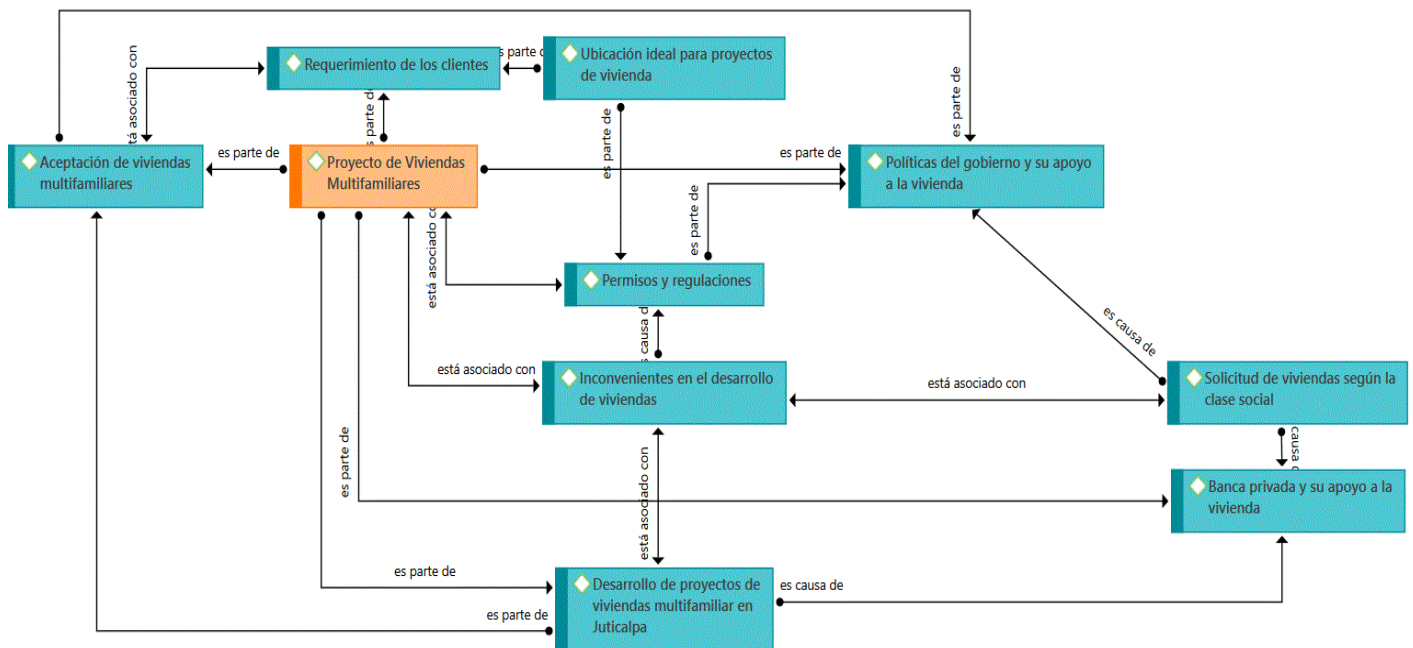 es parte d
Ubicación ideal para proyectos
de vivienda
Requerimiento de los clientes
tá asociado con
es parte de
es parte de
es parte de
Aceptación de viviendas
multifamiliares
es parte de
Proyecto de Viviendas
Multifamiliares
es parte de
Políticas del gobierno y su apoyo
a la vivienda
es parte de
está asociado co
Permisos y regulaciones
s causa d
es causa de
está asociado con
Inconvenientes en el desarrollo
de viviendas
está asociado con
Solicitud de viviendas según la
clase social
causa d
es parte de
está asociado con
Banca privada y su apoyo a la
vivienda
es parte de
Desarrollo de proyectos de
viviendas multifamiliar en
Juticalpa
es causa de
es parte de